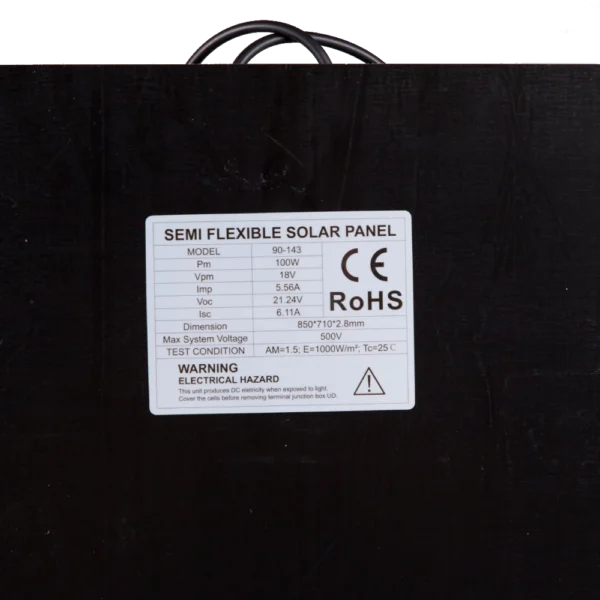 SEMI FLEXIBLE SOLAR PANEL
MODEL 90-143
Pm 100W
Vpm 18V
Imp 5.56A
Voc 21.24V
Isc 6.11A
CE
RoHS
Dimension 850*710*2.8mm
Max System Voltage 500V
TEST CONDITION AM=1.5; E=1000W/m²; Tc=25℃
WARNING
ELECTRICAL HAZARD
This unit produces DC eletricity when exposed to light.
Cover the cells before removing terminal junction box UD.